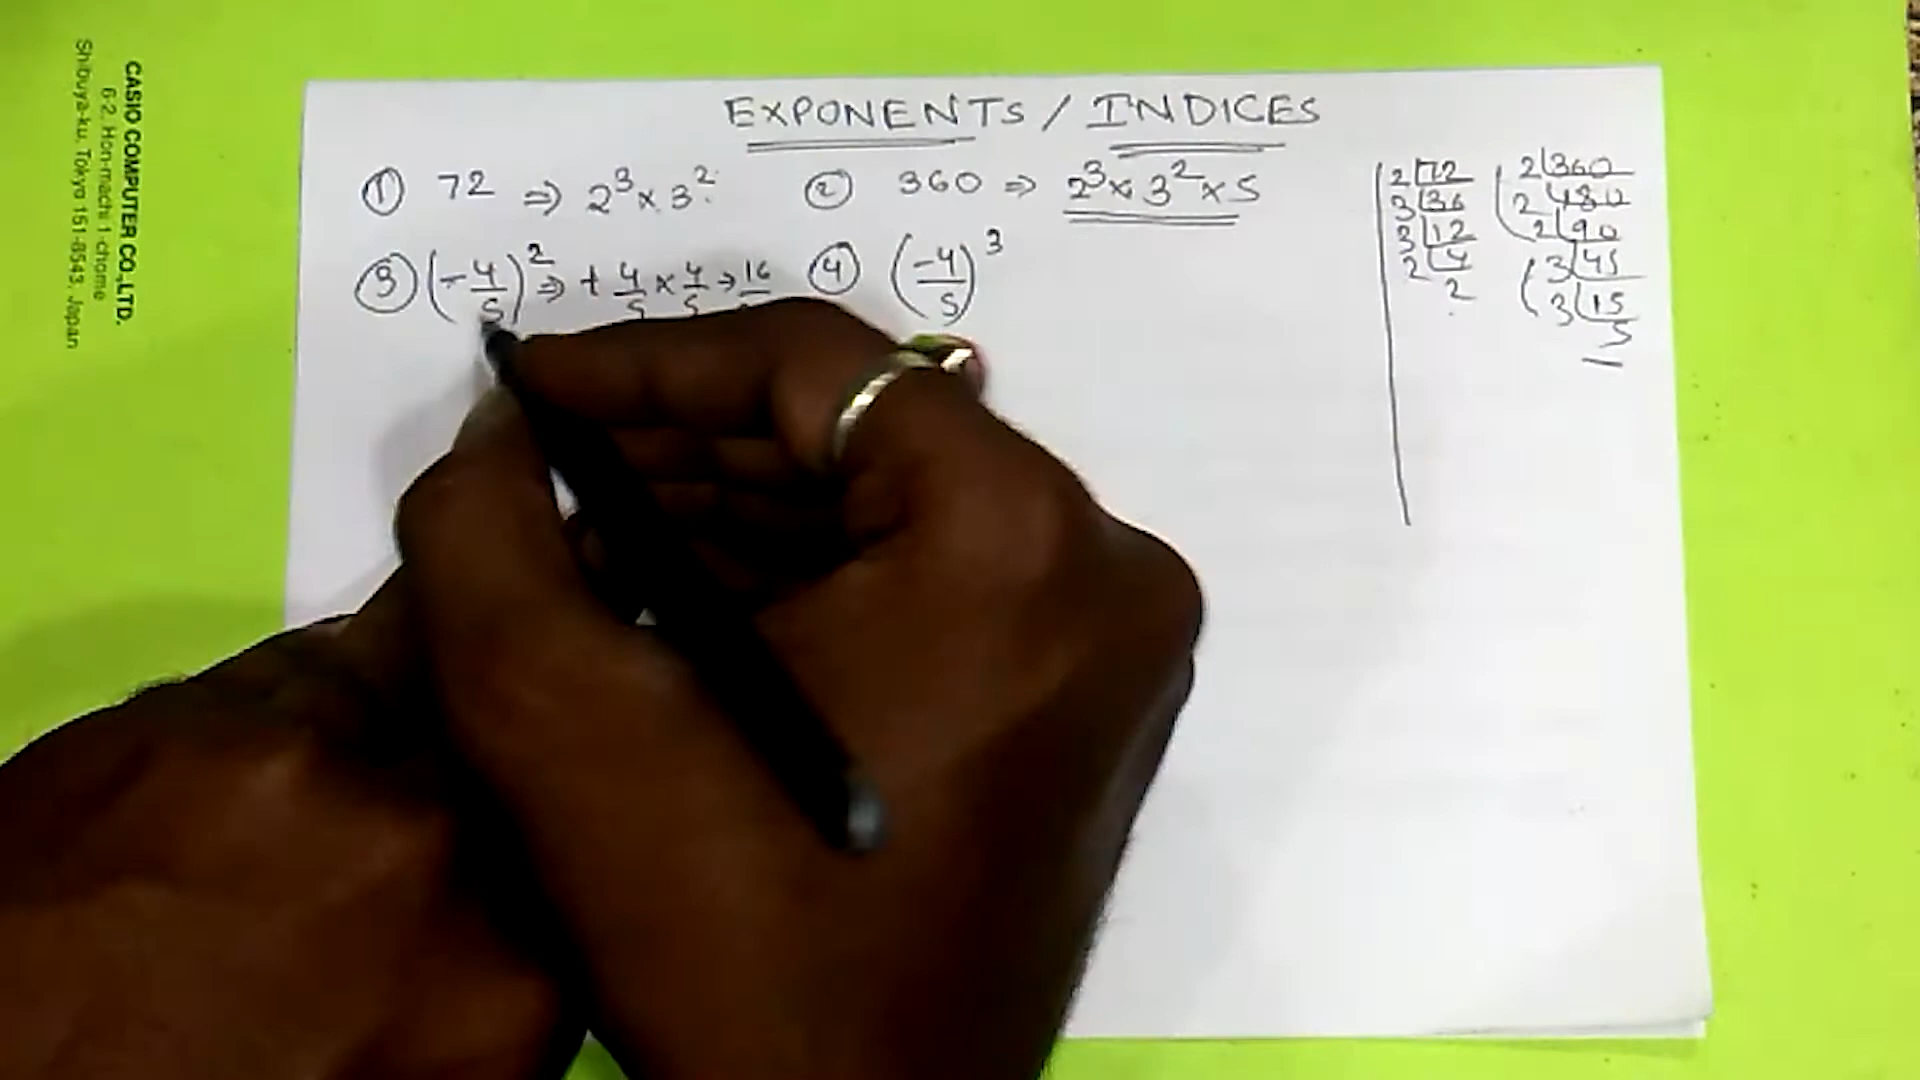 EXPONENTS / INDICES
① 72 ⇒ 2³ × 3² ② 360 ⇒ 2³ × 3² × 5
③ (-4/5)² ⇒ + 4/5 × 4/5 → 16 ④ (-4/5)³
2 72
3 36
3 12
2 4
2
2 360
2 180
2 90
3 45
3 15
5
CASIO COMPUTER CO., LTD.
6-2, Hon-machi 1-chome
Shibuya-ku, Tokyo 151-8543, Japan